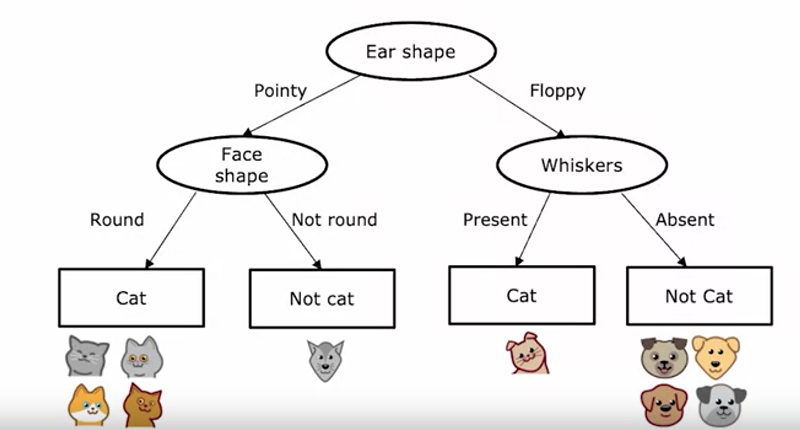 Ear shape
Pointy
Floppy
Face
shape
Whiskers
Round
Not round
Present
Absent
Cat
Not cat
Cat
Not Cat